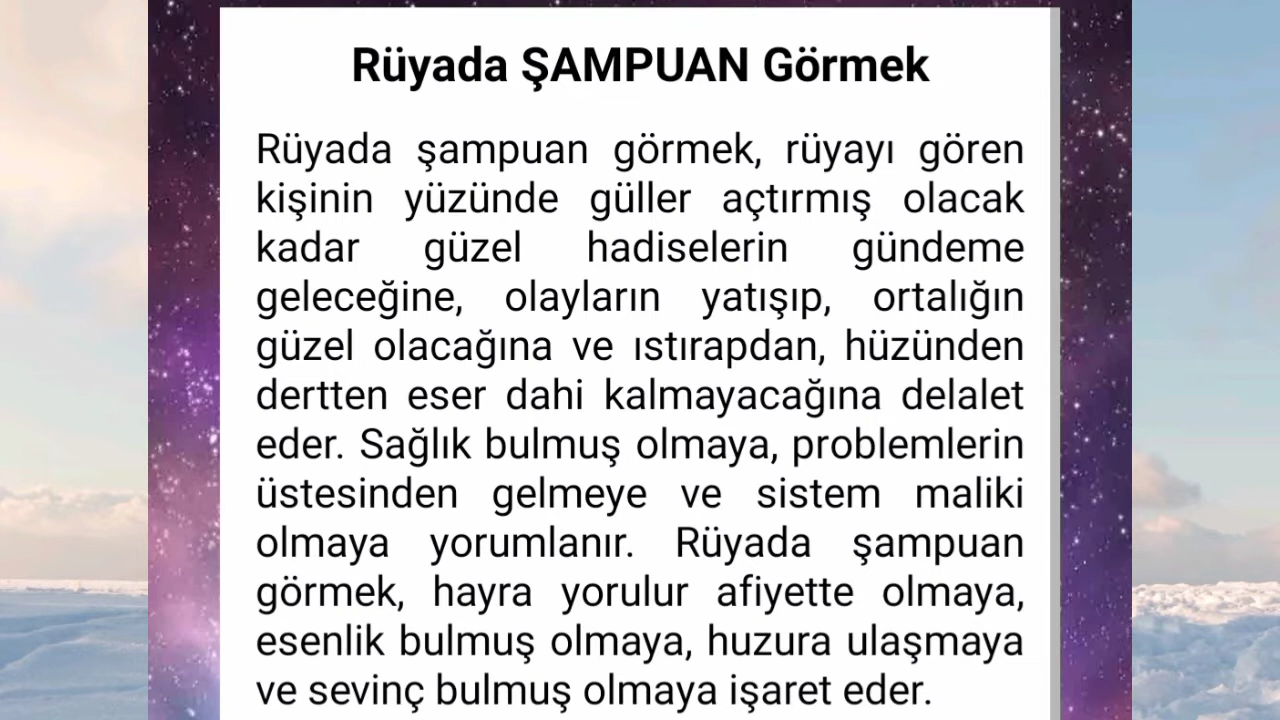 Rüyada ŞAMPUAN Görmek
Rüyada şampuan görmek, rüyayı gören
kişinin yüzünde güller açtırmış olacak
kadar güzel hadiselerin gündeme
geleceğine, olayların yatışıp, ortalığın
güzel olacağına ve ıstırapdan, hüzünden
dertten eser dahi kalmayacağına delalet
eder. Sağlık bulmuş olmaya, problemlerin
üstesinden gelmeye ve sistem maliki
olmaya yorumlanır. Rüyada şampuan
görmek, hayra yorulur afiyette olmaya,
esenlik bulmuş olmaya, huzura ulaşmaya
ve sevinç bulmuş olmaya işaret eder.